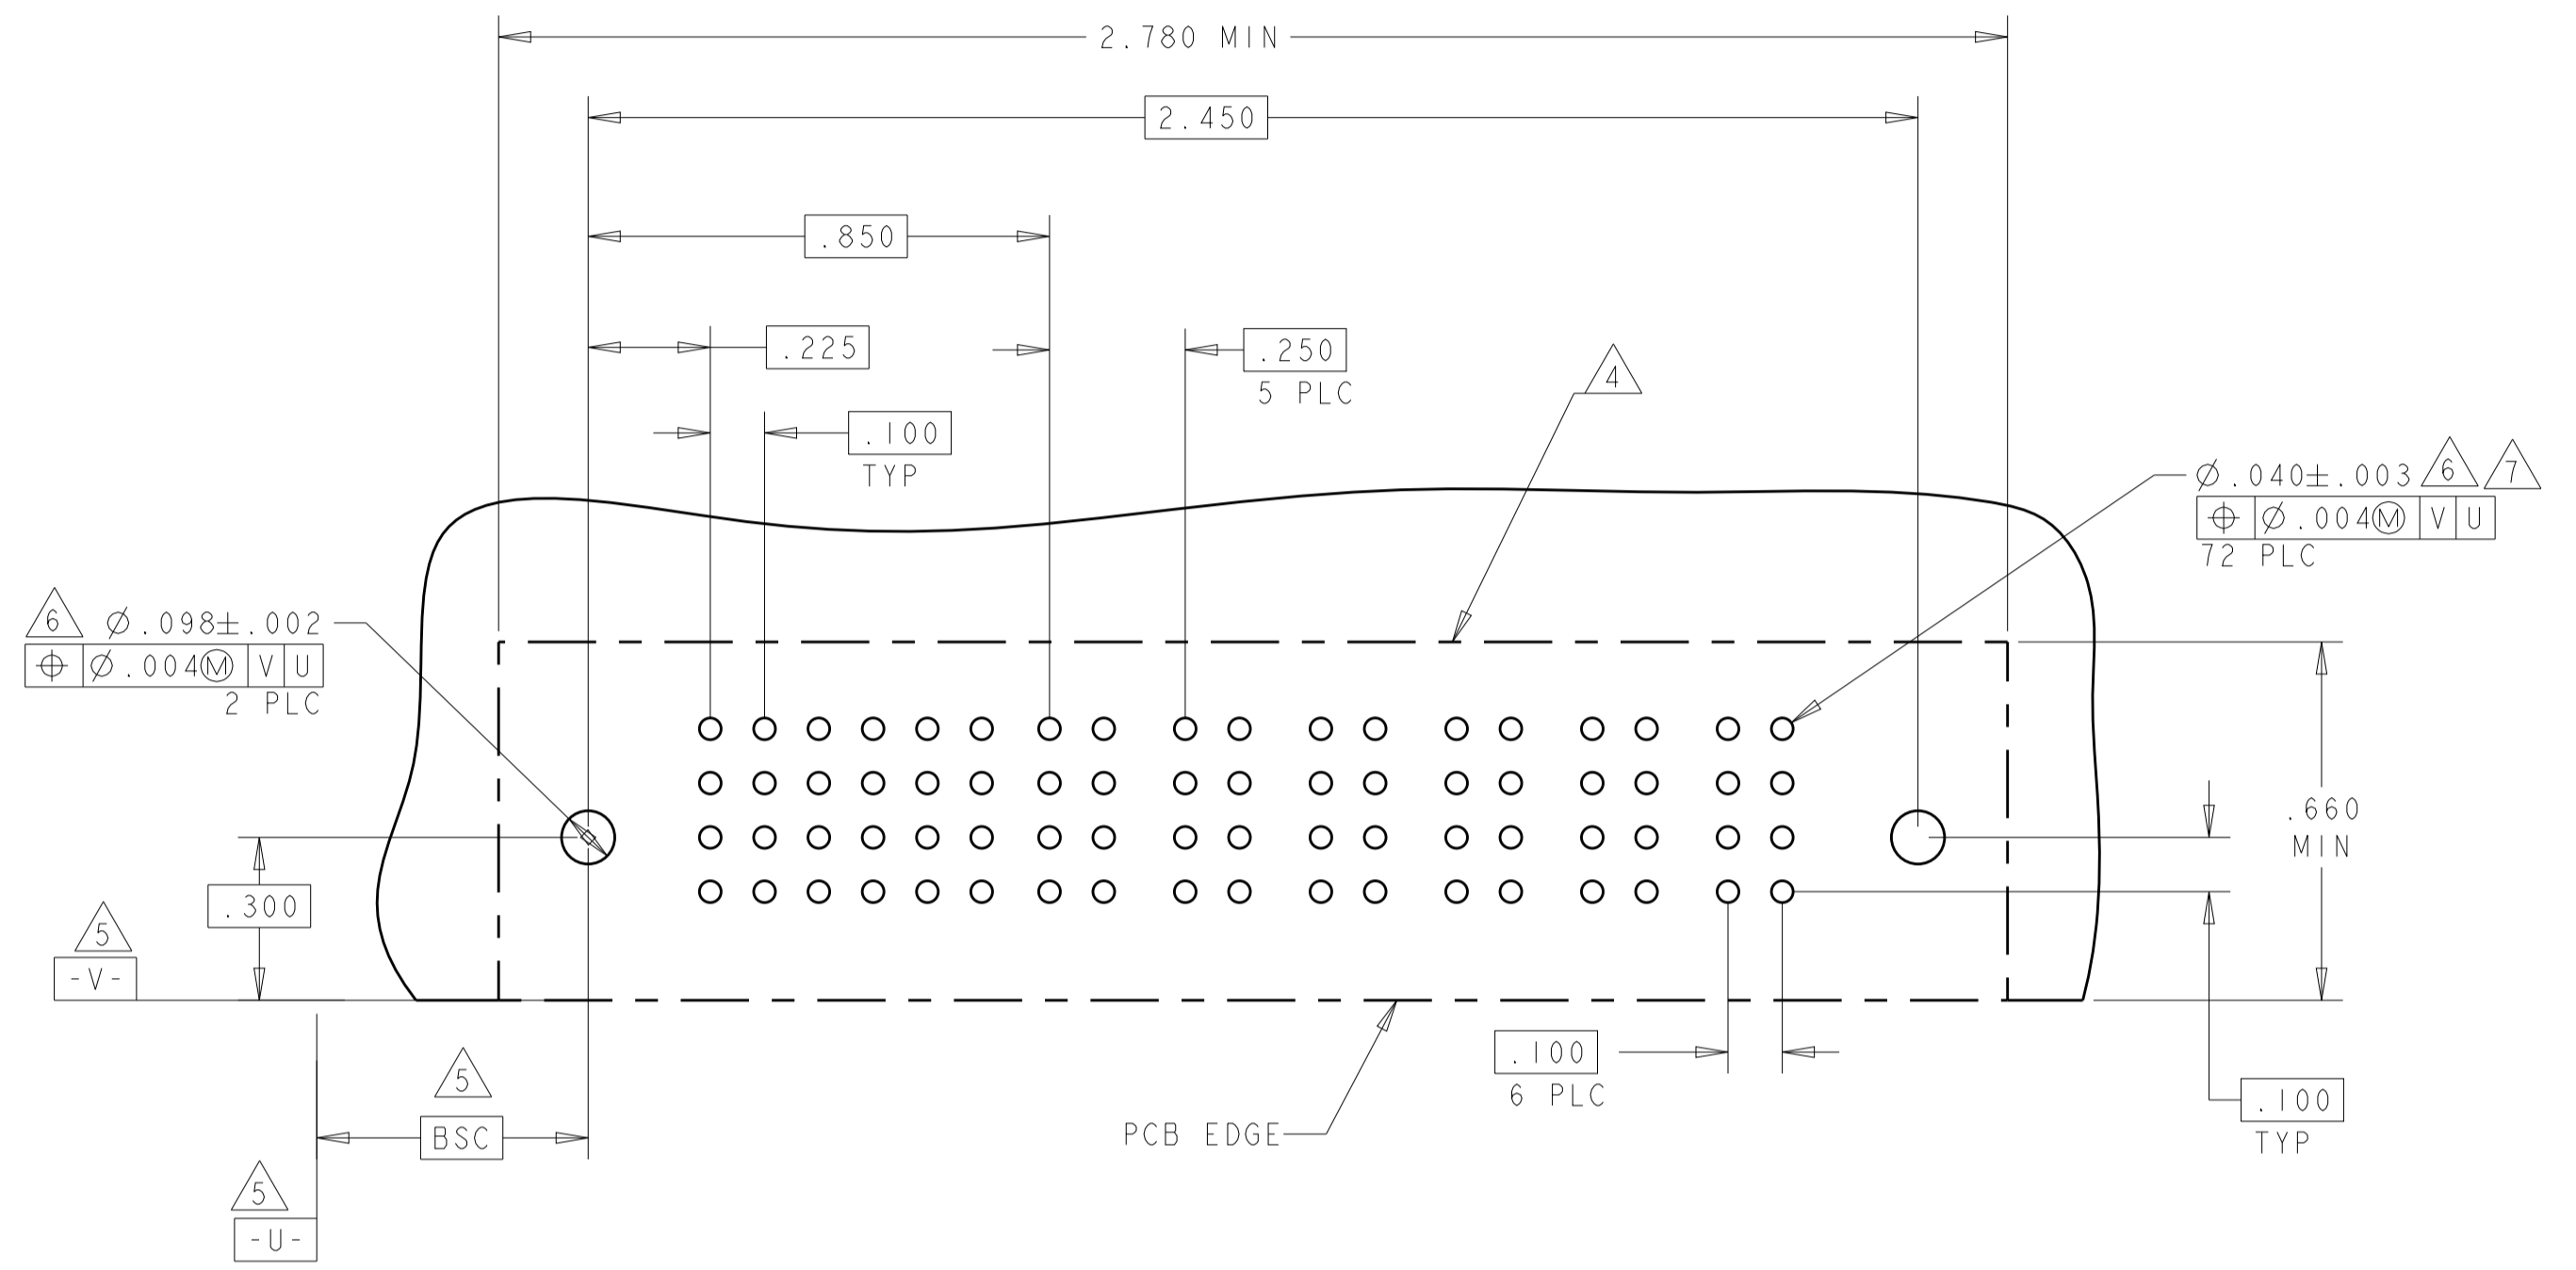 2.780 MIN
2.450
.850
.225
.250
5 PLC
4
.100
TYP
Ø.040±.003 6 7
⌖ Ø.004Ⓜ V U
72 PLC
6 Ø.098±.002
⌖ Ø.004Ⓜ V U
2 PLC
.660
MIN
.300
5
-V-
.100
6 PLC
5
BSC
PCB EDGE
.100
TYP
5
-U-